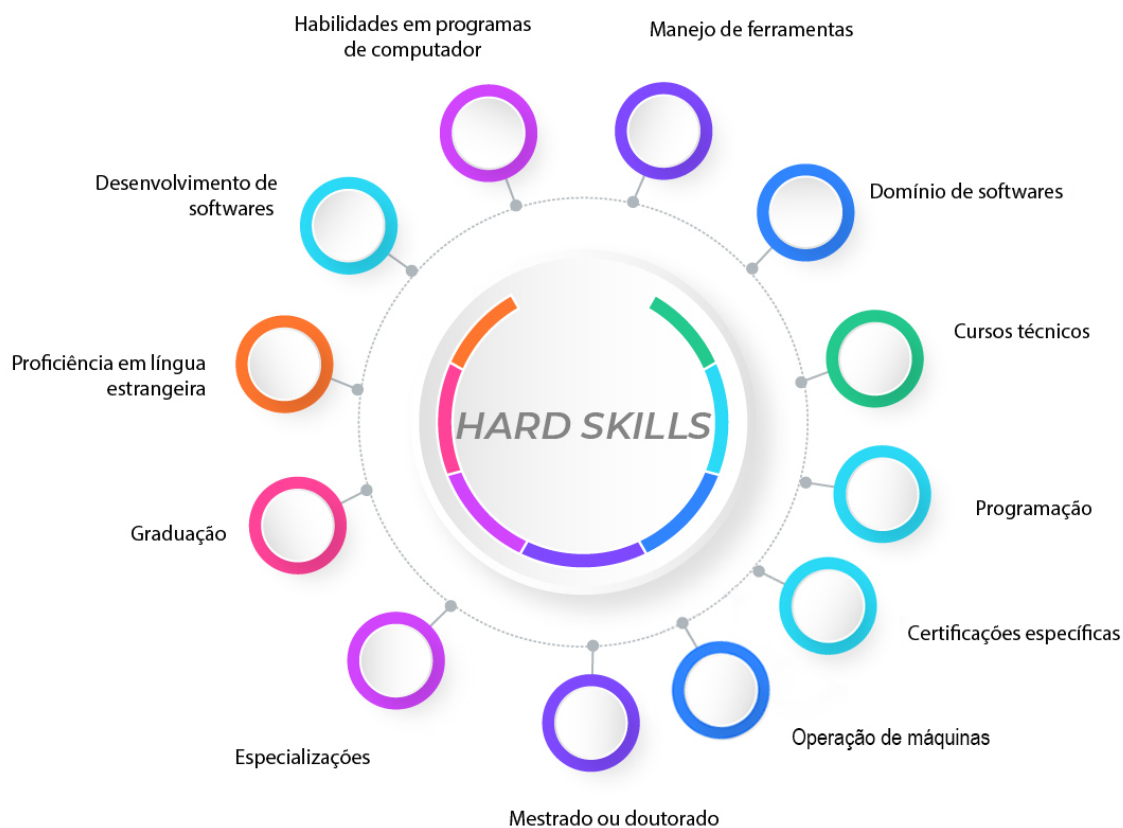 Habilidades em programas
de computador
Manejo de ferramentas
Desenvolvimento de
softwares
Domínio de softwares
Proficiência em língua
estrangeira
Cursos técnicos
HARD SKILLS
Graduação
Programação
Certificações específicas
Especializações
Operação de máquinas
Mestrado ou doutorado